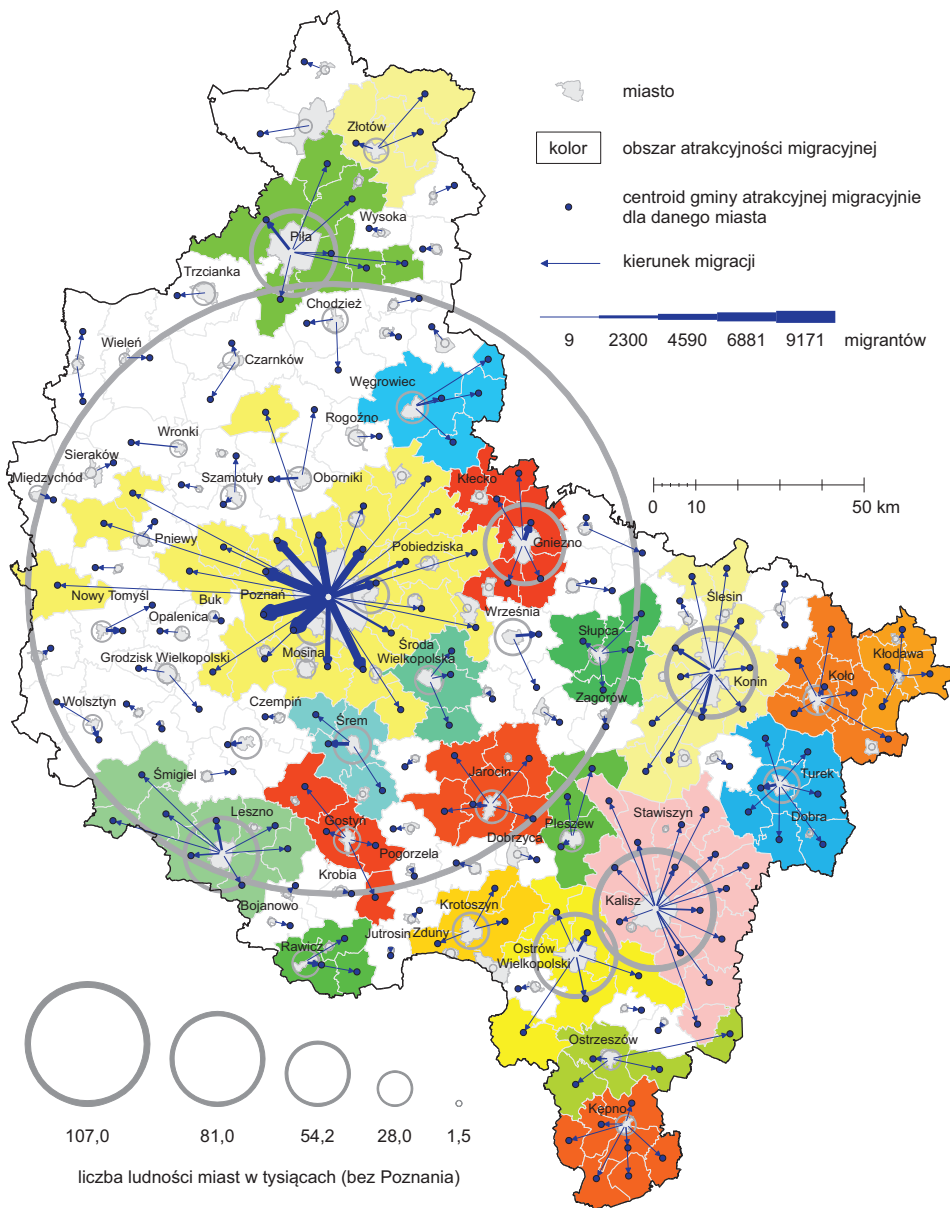 miasto
kolor
obszar atrakcyjności migracyjnej
centroid gminy atrakcyjnej migracyjnie
dla danego miasta
kierunek migracji
9
2300
4590
6881
9171
migrantów
Złotów
Wysoka
Piła
Trzcianka
Chodzież
Wieleń
Czarnków
Węgrowiec
Rogoźno
Wronki
Sieraków
Międzychód
Szamotuły
Oborniki
Kłecko
0
10
50 km
Pniewy
Pobiedziska
Gniezno
Nowy Tomyśl
Buk
Poznań
Opalenica
Września
Ślesin
Słupca
Mosina
Środa
Wielkopolska
Grodzisk Wielkopolski
Konin
Koło
Kłodawa
Zagorów
Wolsztyn
Czempiń
Śrem
Śmigiel
Jarocin
Turek
Leszno
Gostyń
Pleszew
Stawiszyn
Dobra
Dobrzyca
Pogorzela
Krobia
Kalisz
Bojanowo
Krotoszyn
Jutrosin
Zduny
Rawicz
Ostrów
Wielkopolski
Ostrzeszów
Kępno
107,0
81,0
54,2
28,0
1,5
liczba ludności miast w tysiącach (bez Poznania)